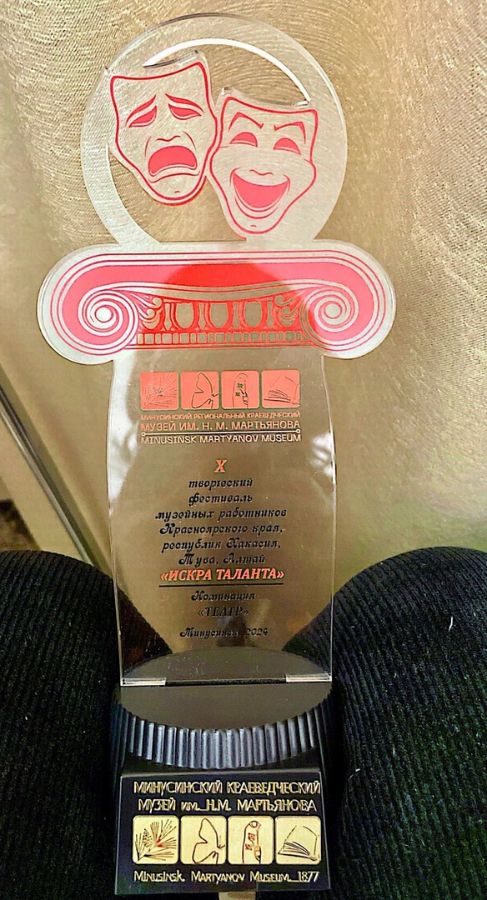 МИНУСИНСКИЙ РЕГИОНАЛЬНЫЙ КРАЕВЕДЧЕСКИЙ
МУЗЕЙ ИМ. Н. М. МАРТЬЯНОВА
MINUSINSK MARTYANOV MUSEUM
X
творческий
фестиваль
музейных работников
Красноярского края,
республик Хакасия,
Тува, Алтай
«ИСКРА ТАЛАНТА»
Номинация
«ТЕАТР»
Минусинск, 2024
МИНУСИНСКИЙ КРАЕВЕДЧЕСКИЙ
МУЗЕЙ ИМ. Н.М. МАРТЬЯНОВА
MINUSINSK MARTYANOV MUSEUM 1877